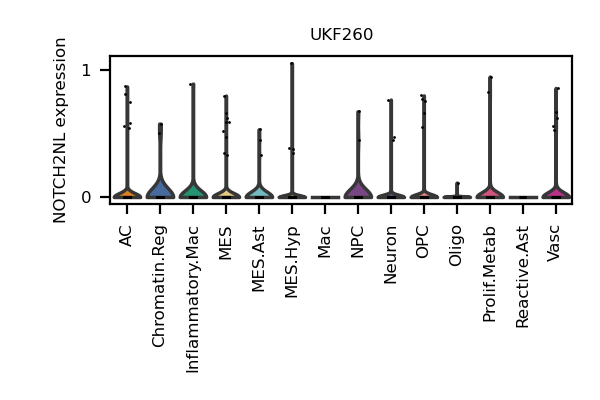 UKF260
NOTCH2NL expression
1
0
AC
Chromatin.Reg
Inflammatory.Mac
MES
MES.Ast
MES.Hyp
Mac
NPC
Neuron
OPC
Oligo
Prolif.Metab
Reactive.Ast
Vasc